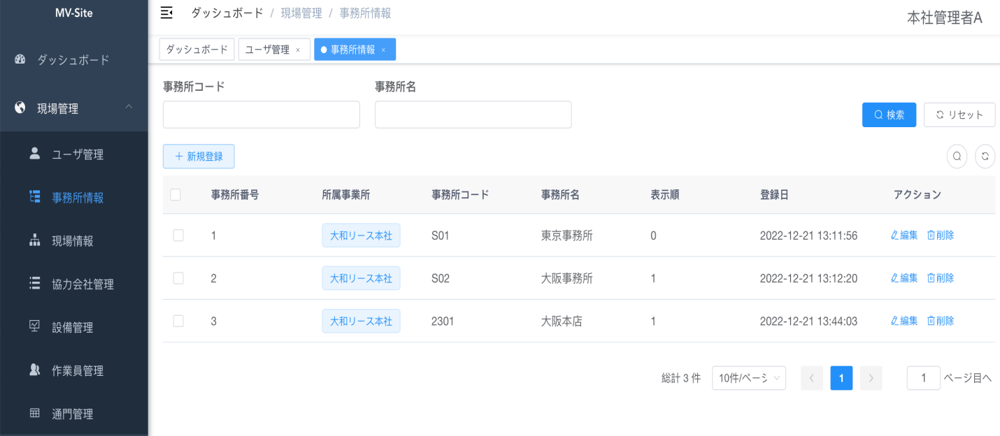 MV-Site
ダッシュボード / 現場管理 / 事務所情報
本社管理者A
ダッシュボード
現場管理
ユーザ管理
事務所情報
現場情報
協力会社管理
設備管理
作業員管理
通門管理
ダッシュボード ユーザ管理 × 事務所情報 ×
事務所コード 事務所名
検索 リセット
+ 新規登録
事務所番号 所属事業所 事務所コード 事務所名 表示順 登録日 アクション
1 大和リース本社 S01 東京事務所 0 2022-12-21 13:11:56 編集 削除
2 大和リース本社 S02 大阪事務所 1 2022-12-21 13:12:20 編集 削除
3 大和リース本社 2301 大阪本店 1 2022-12-21 13:44:03 編集 削除
総計 3 件 10件/ページ < 1 > 1 ページ目へ